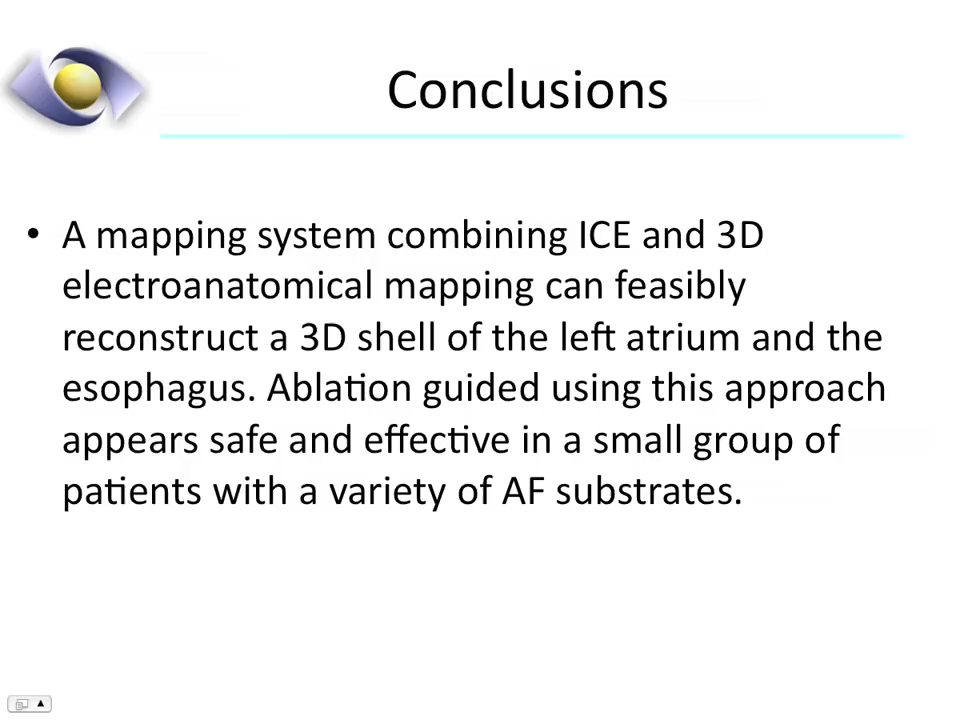 Conclusions
• A mapping system combining ICE and 3D
electroanatomical mapping can feasibly
reconstruct a 3D shell of the left atrium and the
esophagus. Ablation guided using this approach
appears safe and effective in a small group of
patients with a variety of AF substrates.